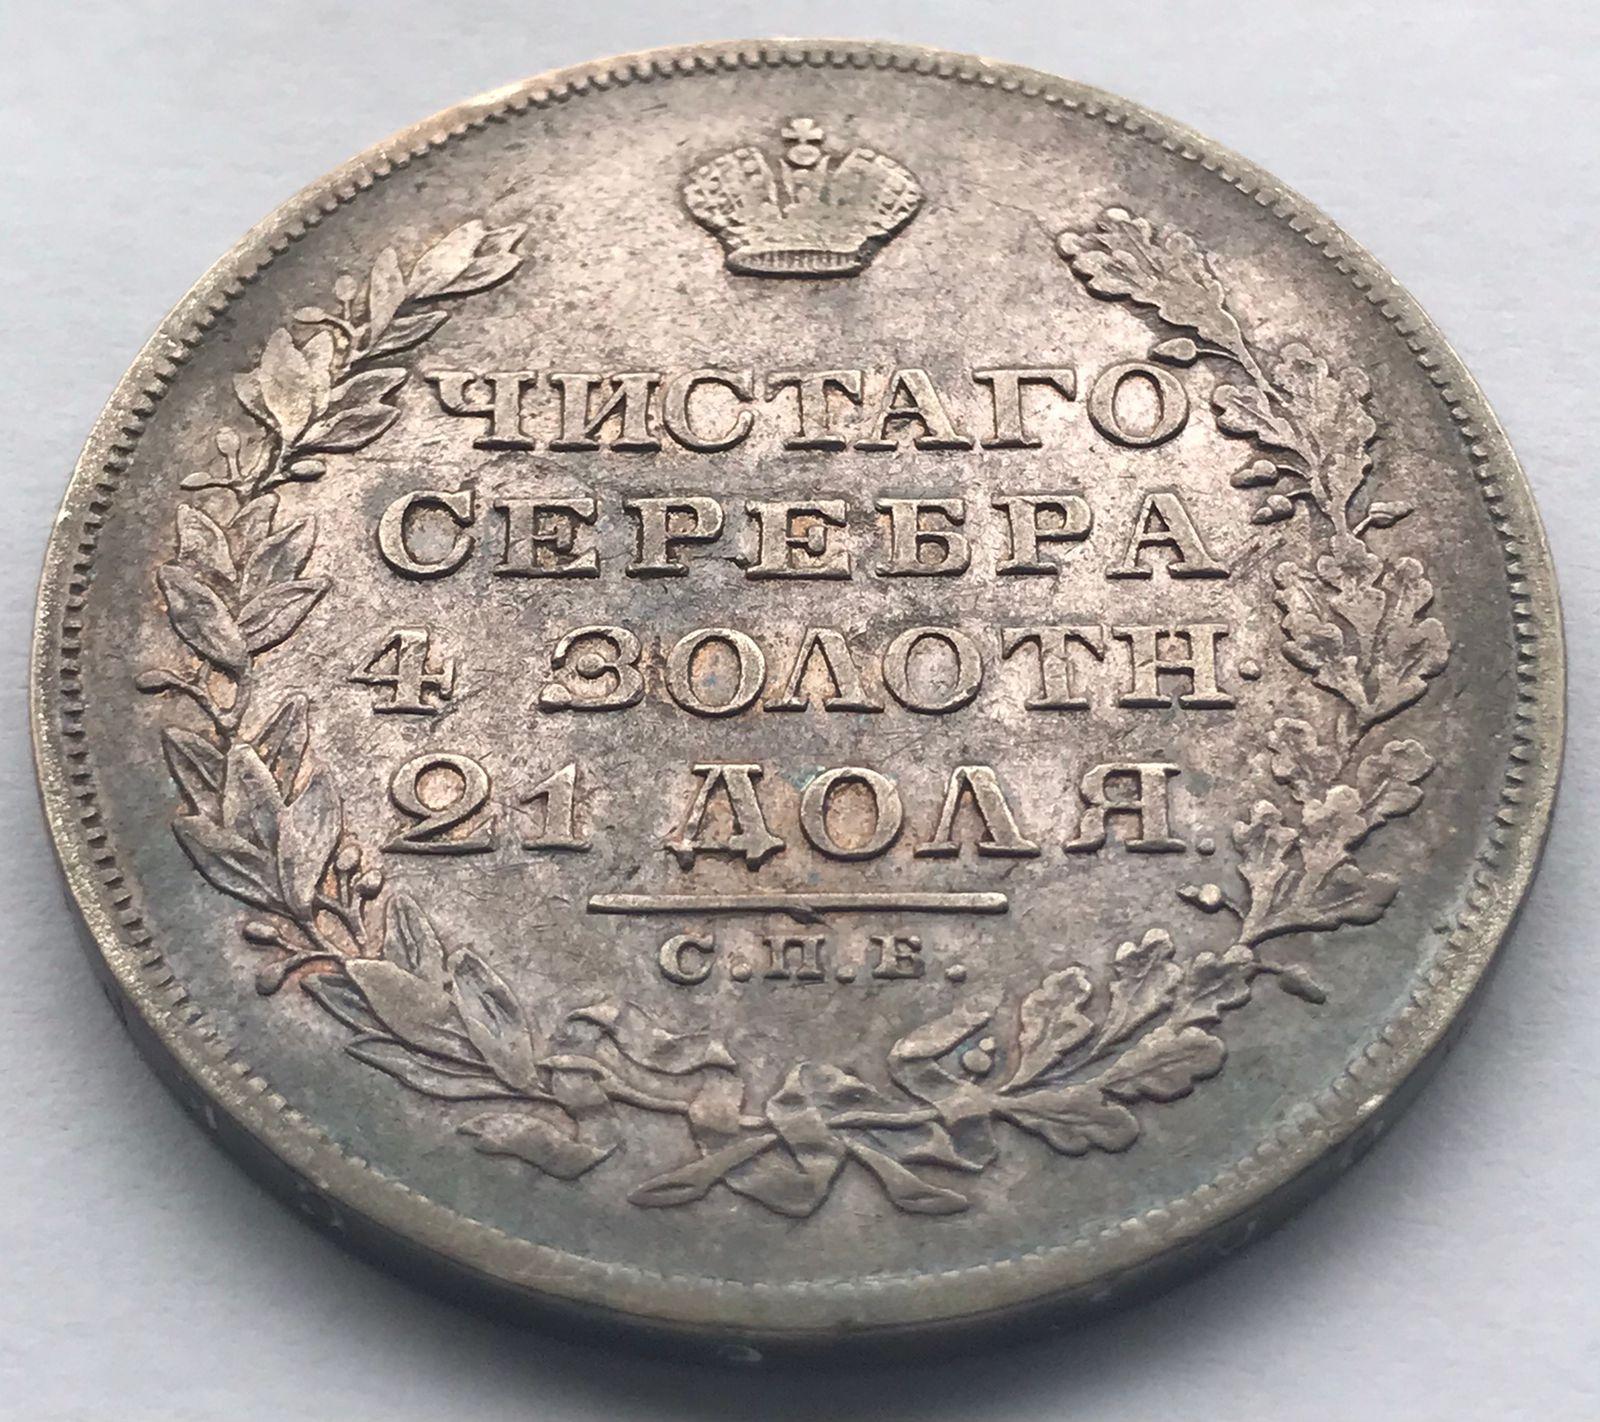 ЧИСТАГО
СЕРЕБРА
4 ЗОЛОТН.
21 ДОЛЯ.
С.П.Б.